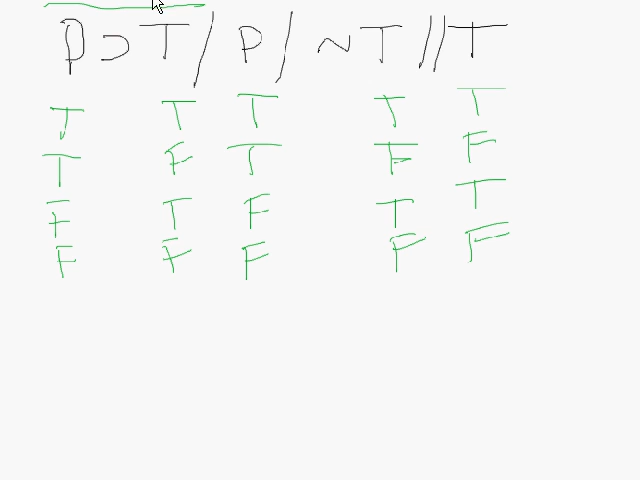 P ⊃ T / P / ~ T // T
T T T T T
T F T F F
F T F T T
F F F F F